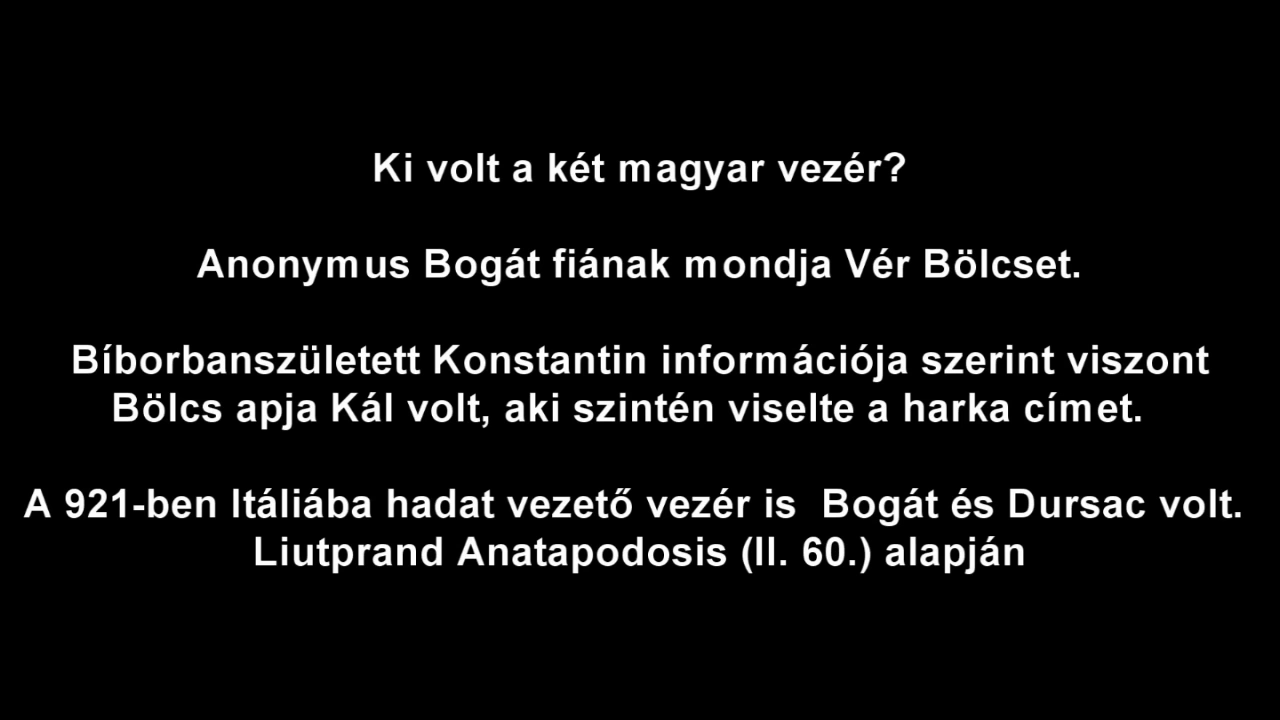 Ki volt a két magyar vezér?
Anonymus Bogát fiának mondja Vér Bölcset.
Bíborbanszületett Konstantin információja szerint viszont
Bölcs apja Kál volt, aki szintén viselte a harka címet.
A 921-ben Itáliába hadat vezető vezér is  Bogát és Dursac volt.
Liutprand Anatapodosis (II. 60.) alapján